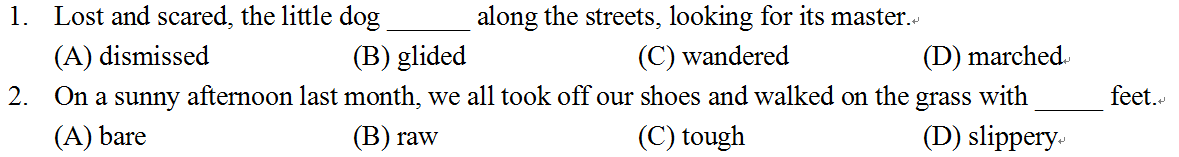 1. Lost and scared, the little dog ______ along the streets, looking for its master.
(A) dismissed (B) glided (C) wandered (D) marched
2. On a sunny afternoon last month, we all took off our shoes and walked on the grass with _____ feet.
(A) bare (B) raw (C) tough (D) slippery